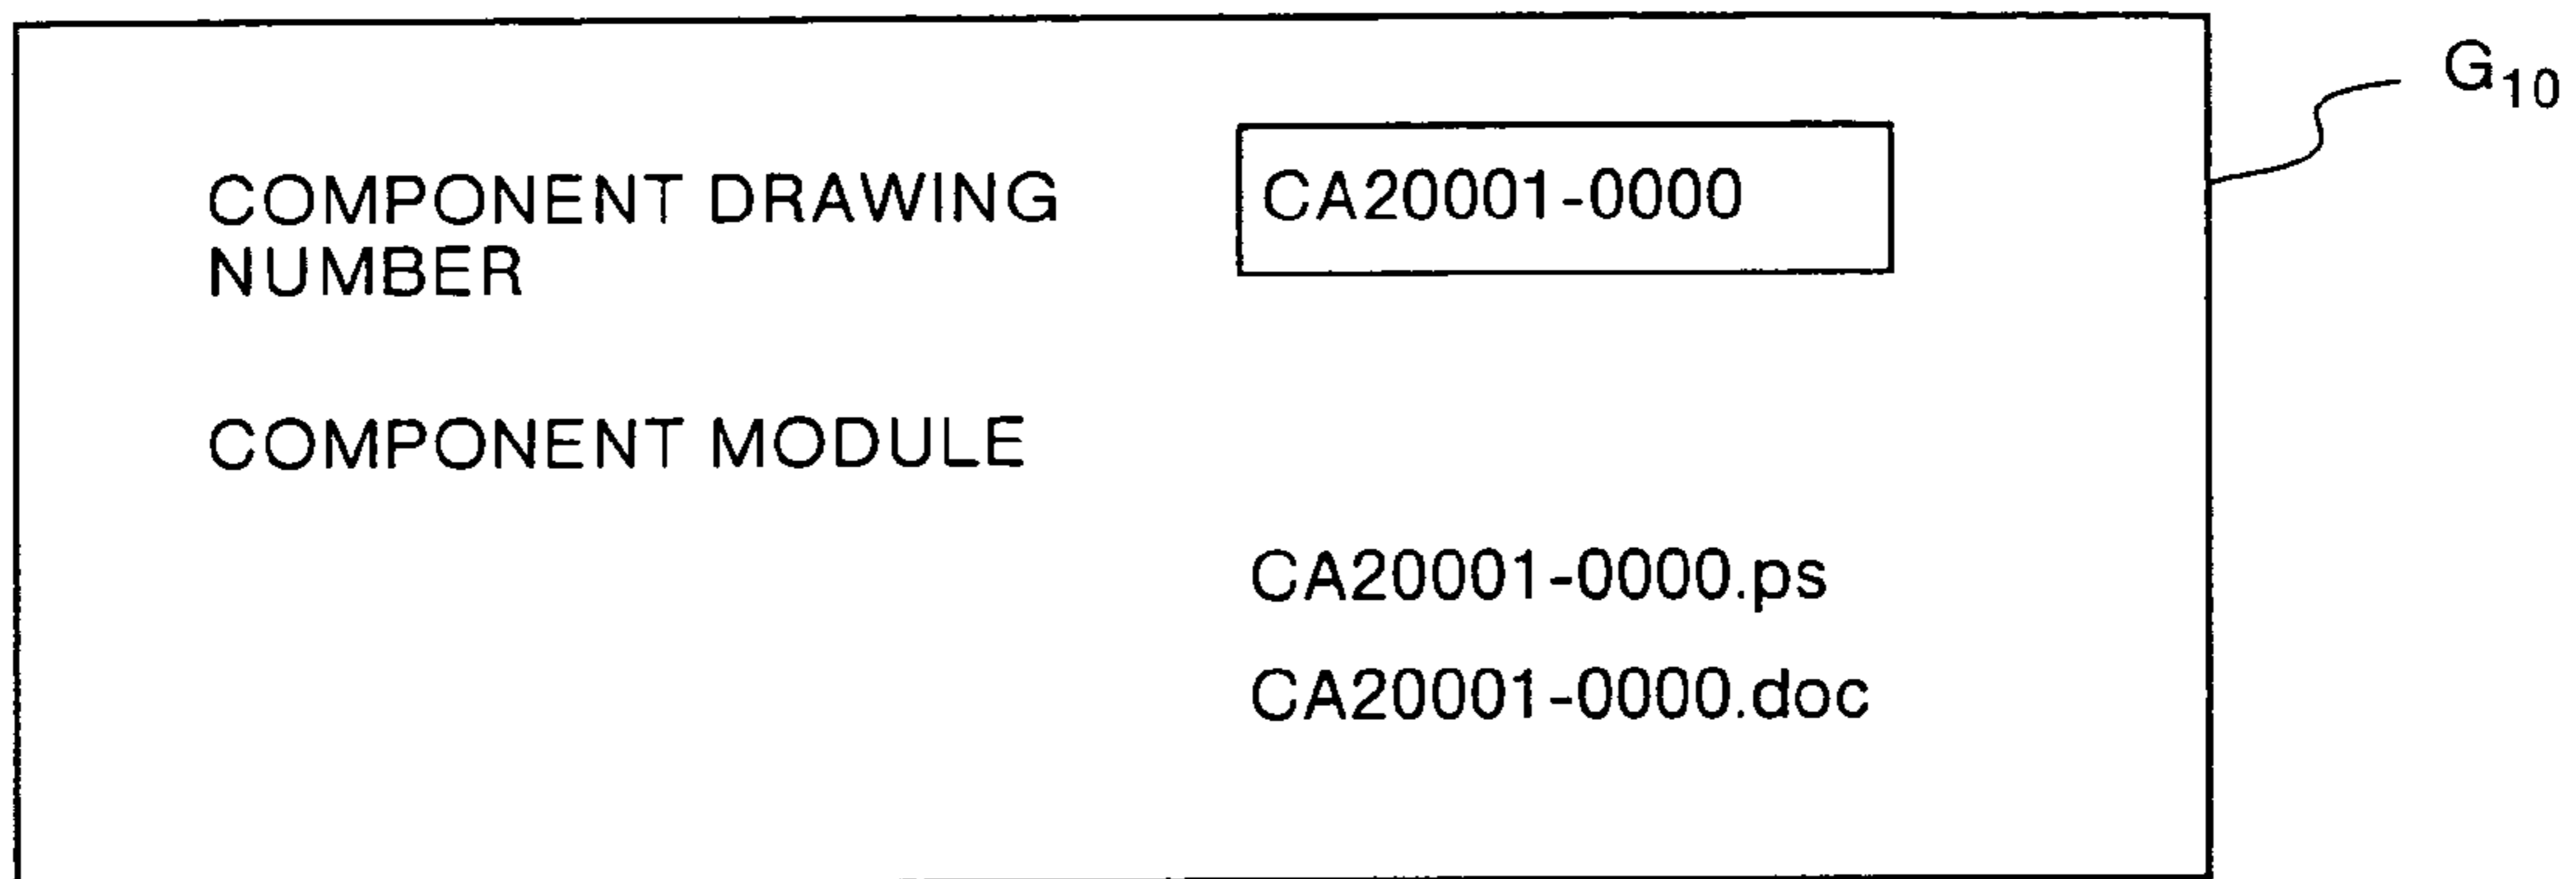 G10
COMPONENT DRAWING
NUMBER
CA20001-0000
COMPONENT MODULE
CA20001-0000.ps
CA20001-0000.doc